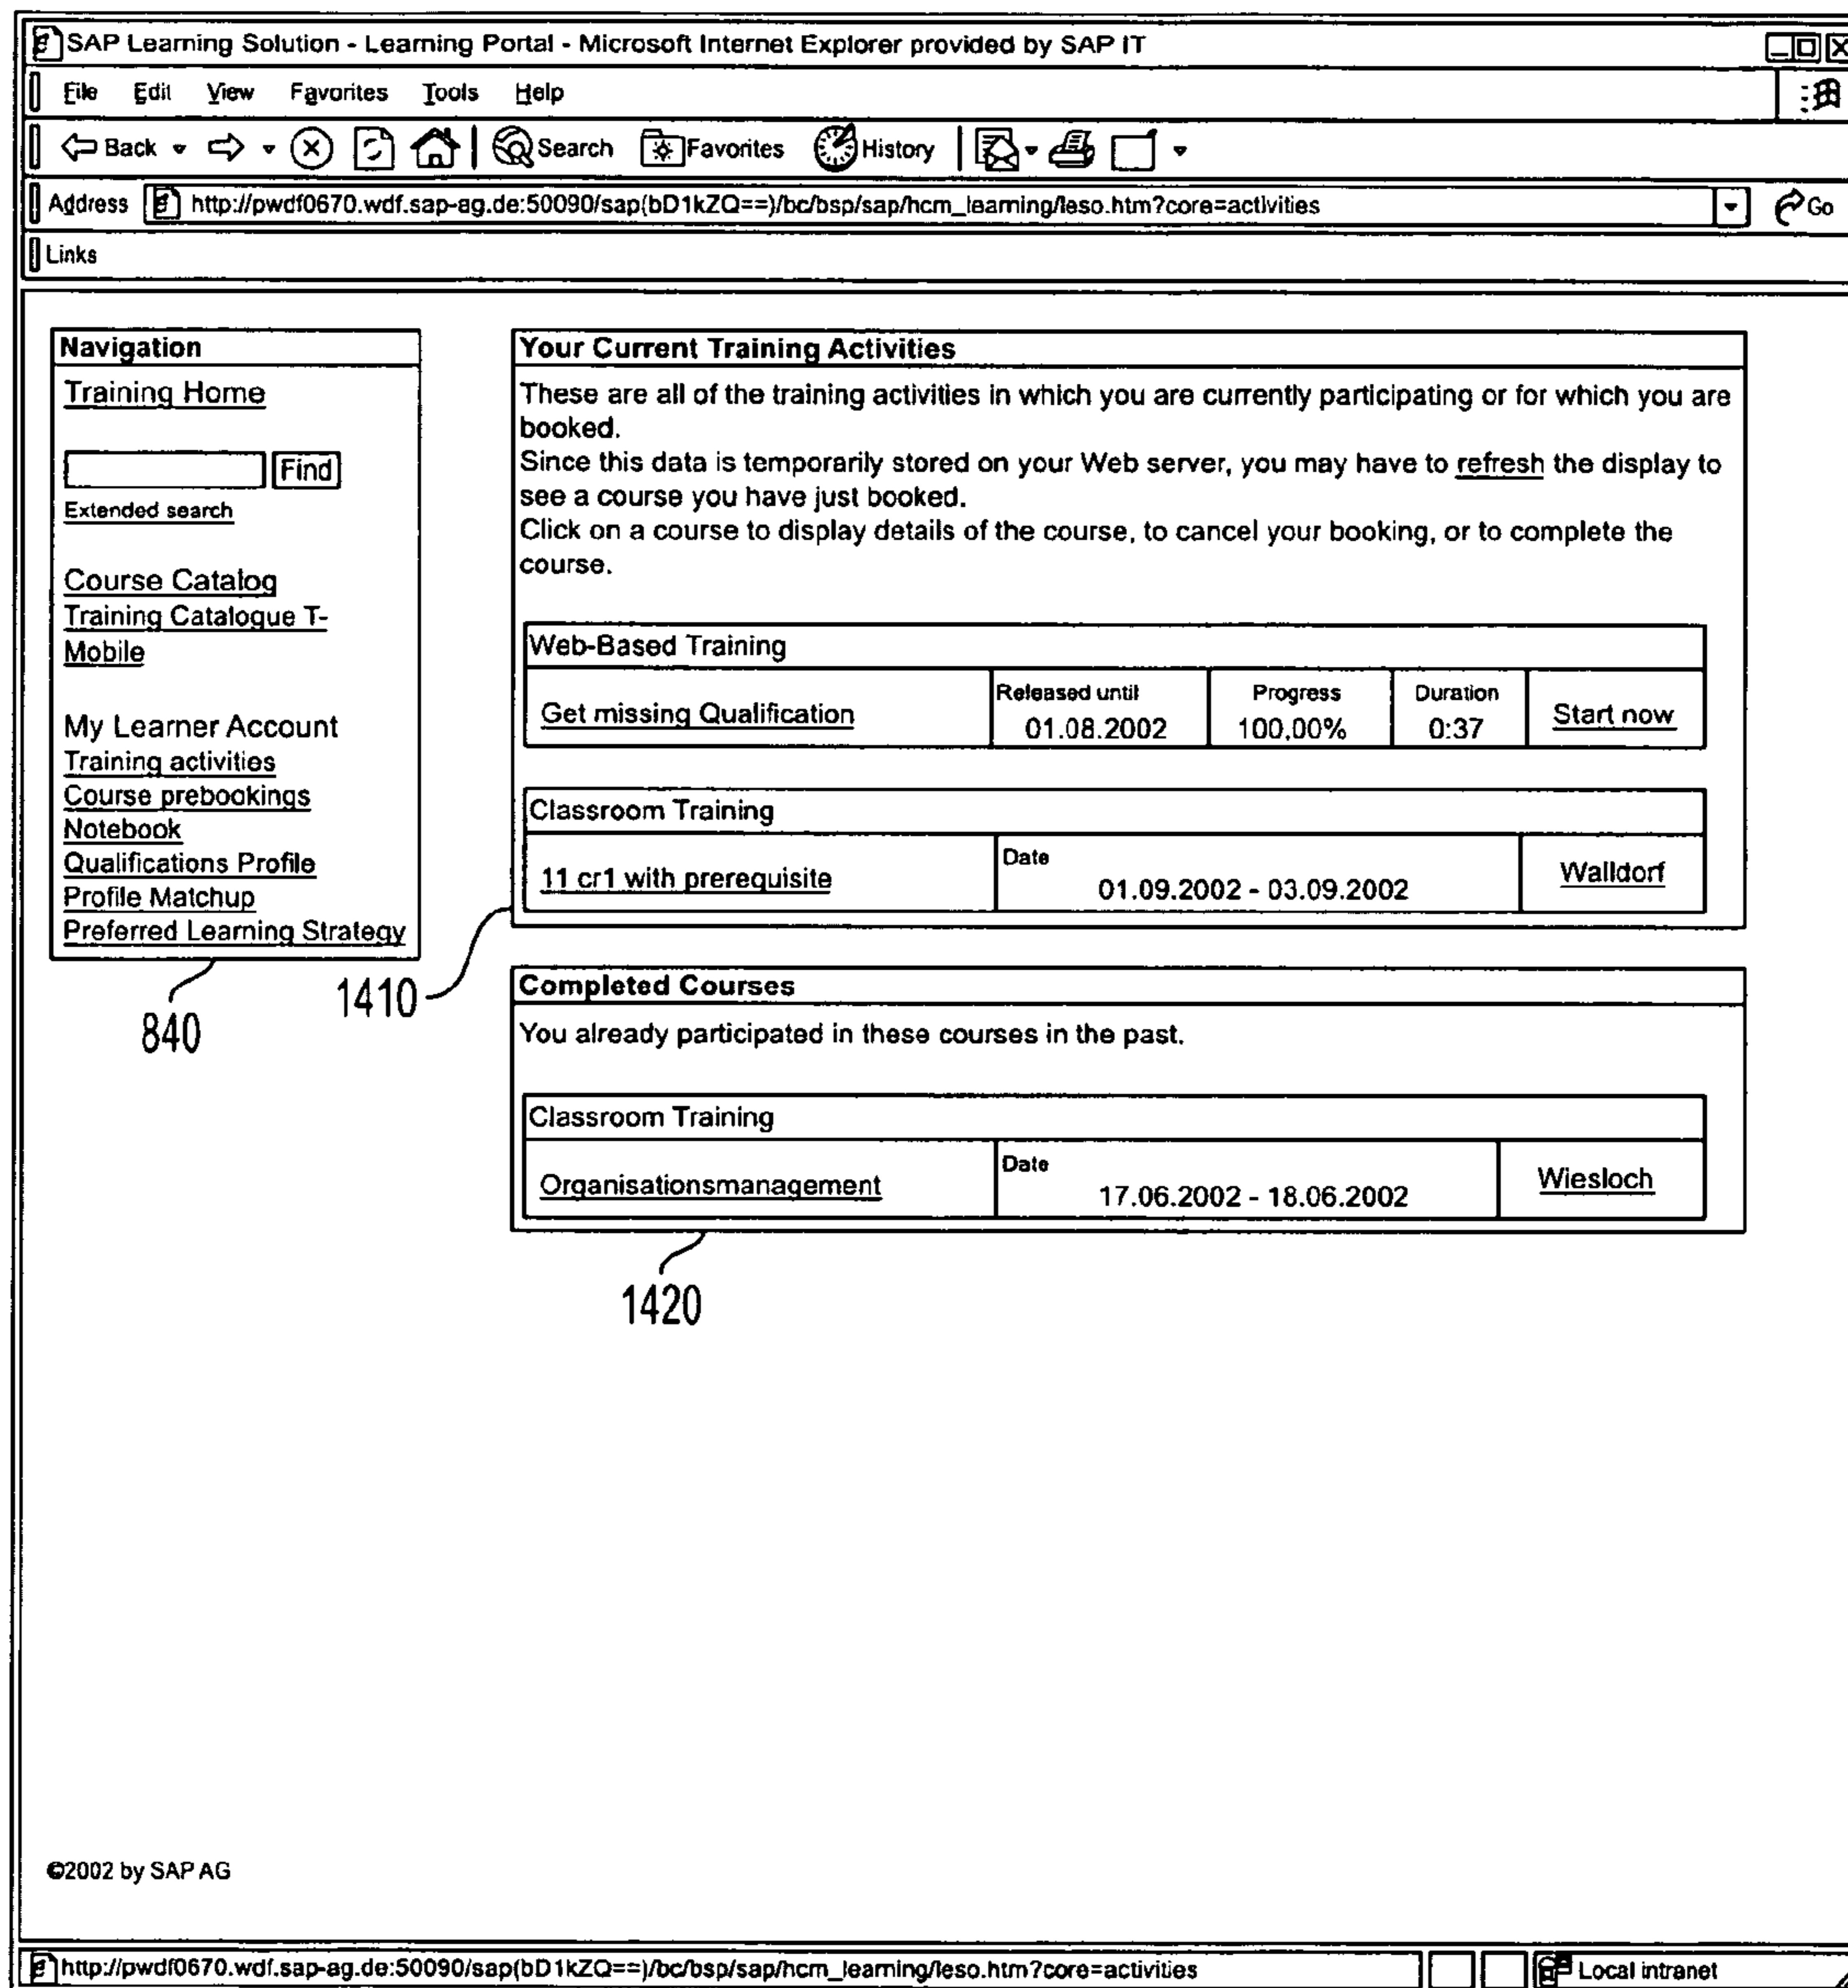 SAP Learning Solution - Learning Portal - Microsoft Internet Explorer provided by SAP IT
File Edit View Favorites Tools Help
Back Search Favorites History
Address http://pwdf0670.wdf.sap-ag.de:50090/sap(bD1kZQ==)/bc/bsp/sap/hcm_learning/leso.htm?core=activities Go
Links
Navigation
Training Home
Find
Extended search
Course Catalog
Training Catalogue T-
Mobile
My Learner Account
Training activities
Course prebookings
Notebook
Qualifications Profile
Profile Matchup
Preferred Learning Strategy
840
Your Current Training Activities
These are all of the training activities in which you are currently participating or for which you are
booked.
Since this data is temporarily stored on your Web server, you may have to refresh the display to
see a course you have just booked.
Click on a course to display details of the course, to cancel your booking, or to complete the
course.
Web-Based Training
Get missing Qualification Released until 01.08.2002 Progress 100,00% Duration 0:37 Start now
Classroom Training
11 cr1 with prerequisite Date 01.09.2002 - 03.09.2002 Walldorf
1410
Completed Courses
You already participated in these courses in the past.
Classroom Training
Organisationsmanagement Date 17.06.2002 - 18.06.2002 Wiesloch
1420
©2002 by SAP AG
http://pwdf0670.wdf.sap-ag.de:50090/sap(bD1kZQ==)/bc/bsp/sap/hcm_learning/leso.htm?core=activities Local intranet